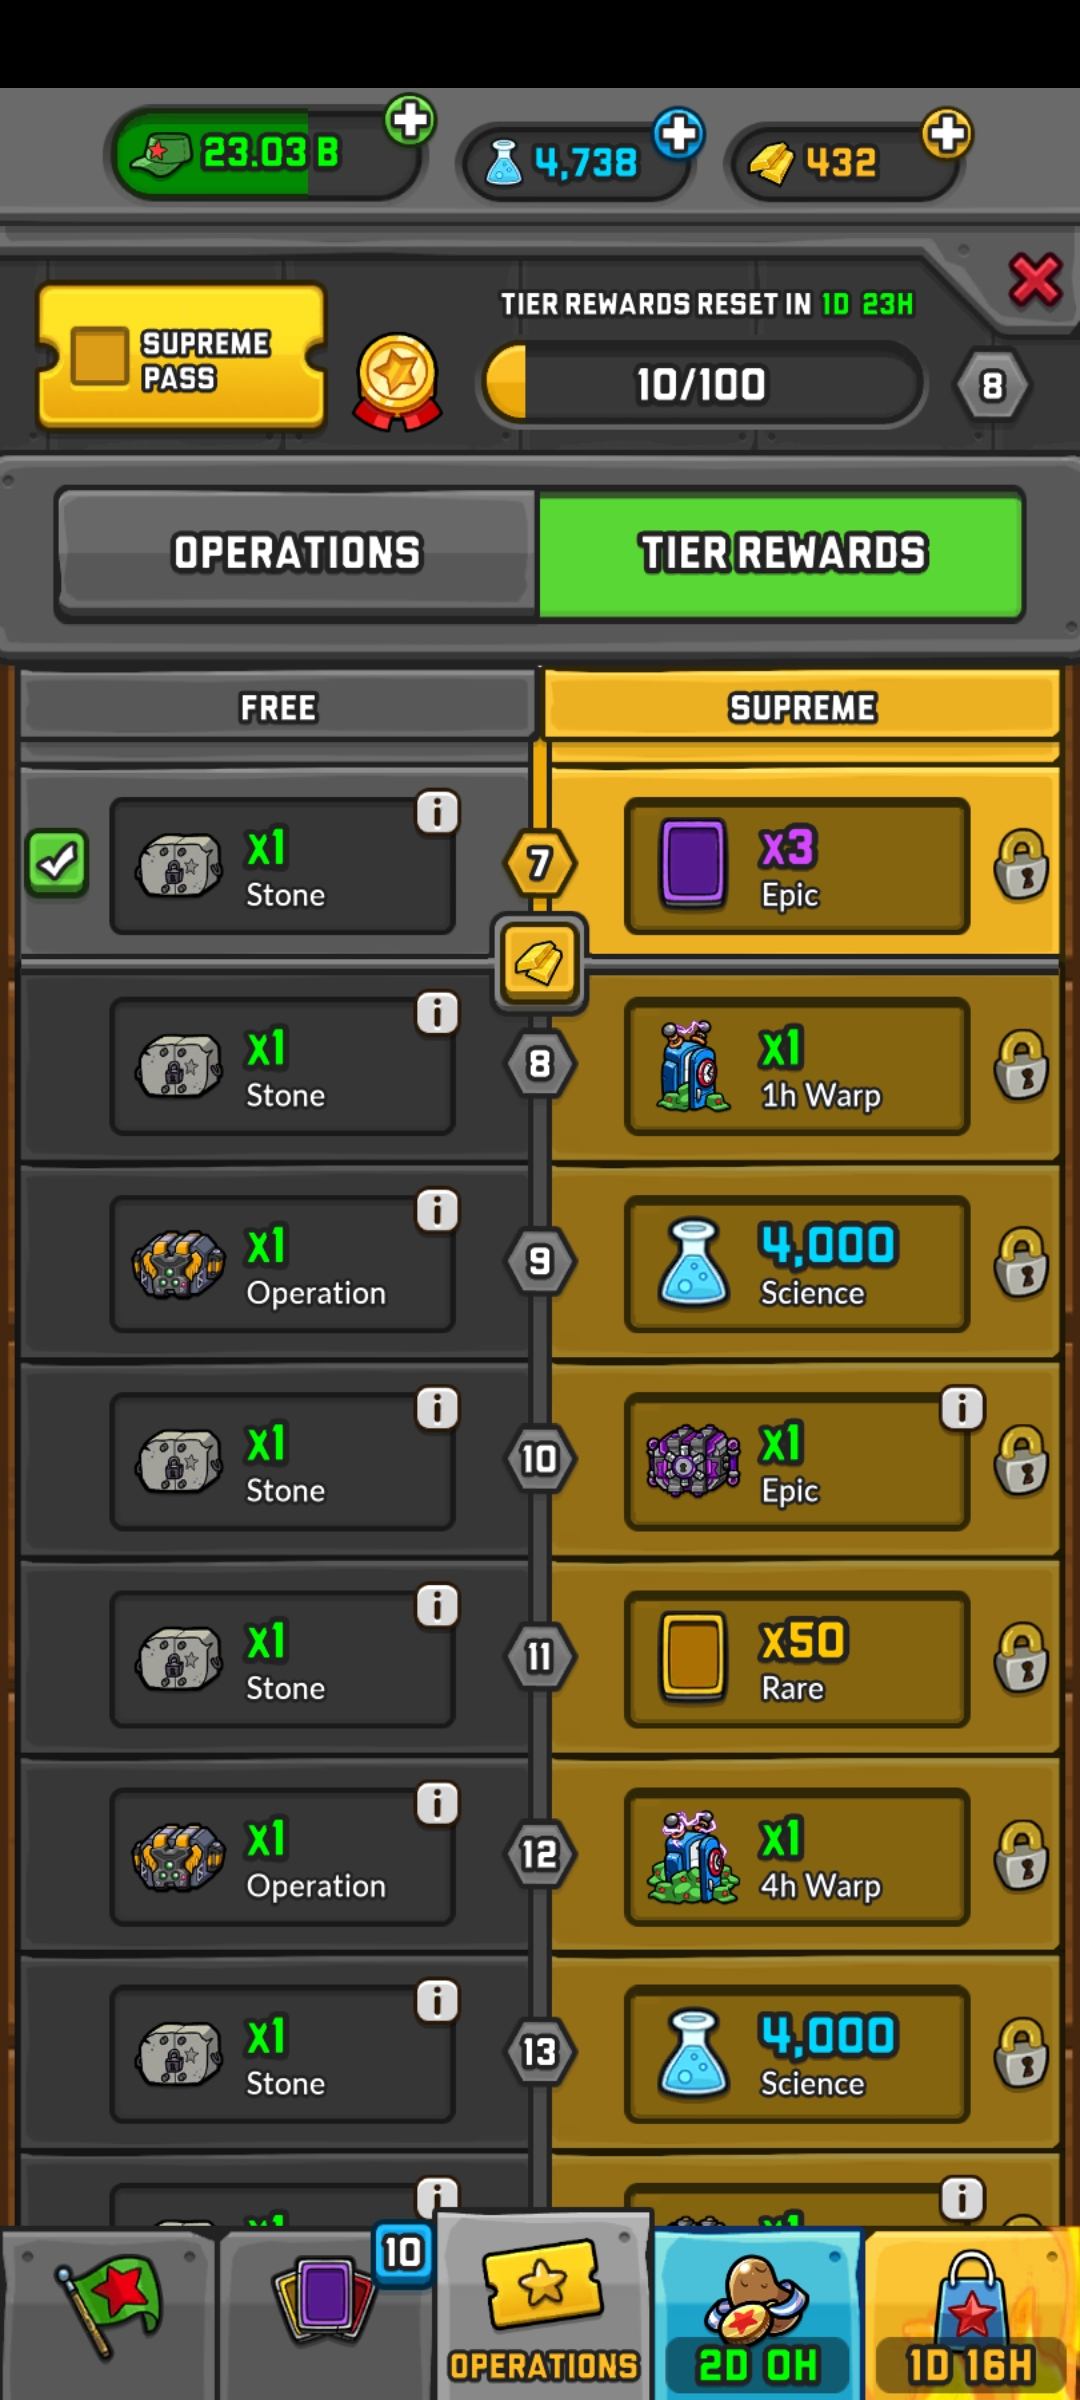 23.03 B
4,738
432
SUPREME
PASS
TIER REWARDS RESET IN 1D 23H
10/100
8
OPERATIONS
TIER REWARDS
FREE
SUPREME
x1
Stone
i
7
x3
Epic
x1
Stone
i
8
x1
1h Warp
x1
Operation
i
9
4,000
Science
x1
Stone
i
10
x1
Epic
i
x1
Stone
i
11
x50
Rare
x1
Operation
i
12
x1
4h Warp
x1
Stone
i
13
4,000
Science
x1
i
x1
i
10
OPERATIONS
2D 0H
1D 16H